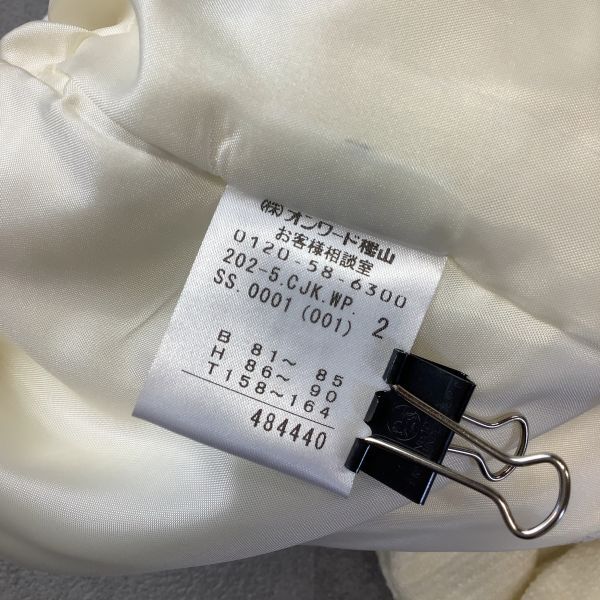 (株)オンワード樫山
お客様相談室
0120-58-6300
202-5.CJK.WP.
SS.0001(001) 2
B 81〜 85
H 86〜 90
T158〜164
484440